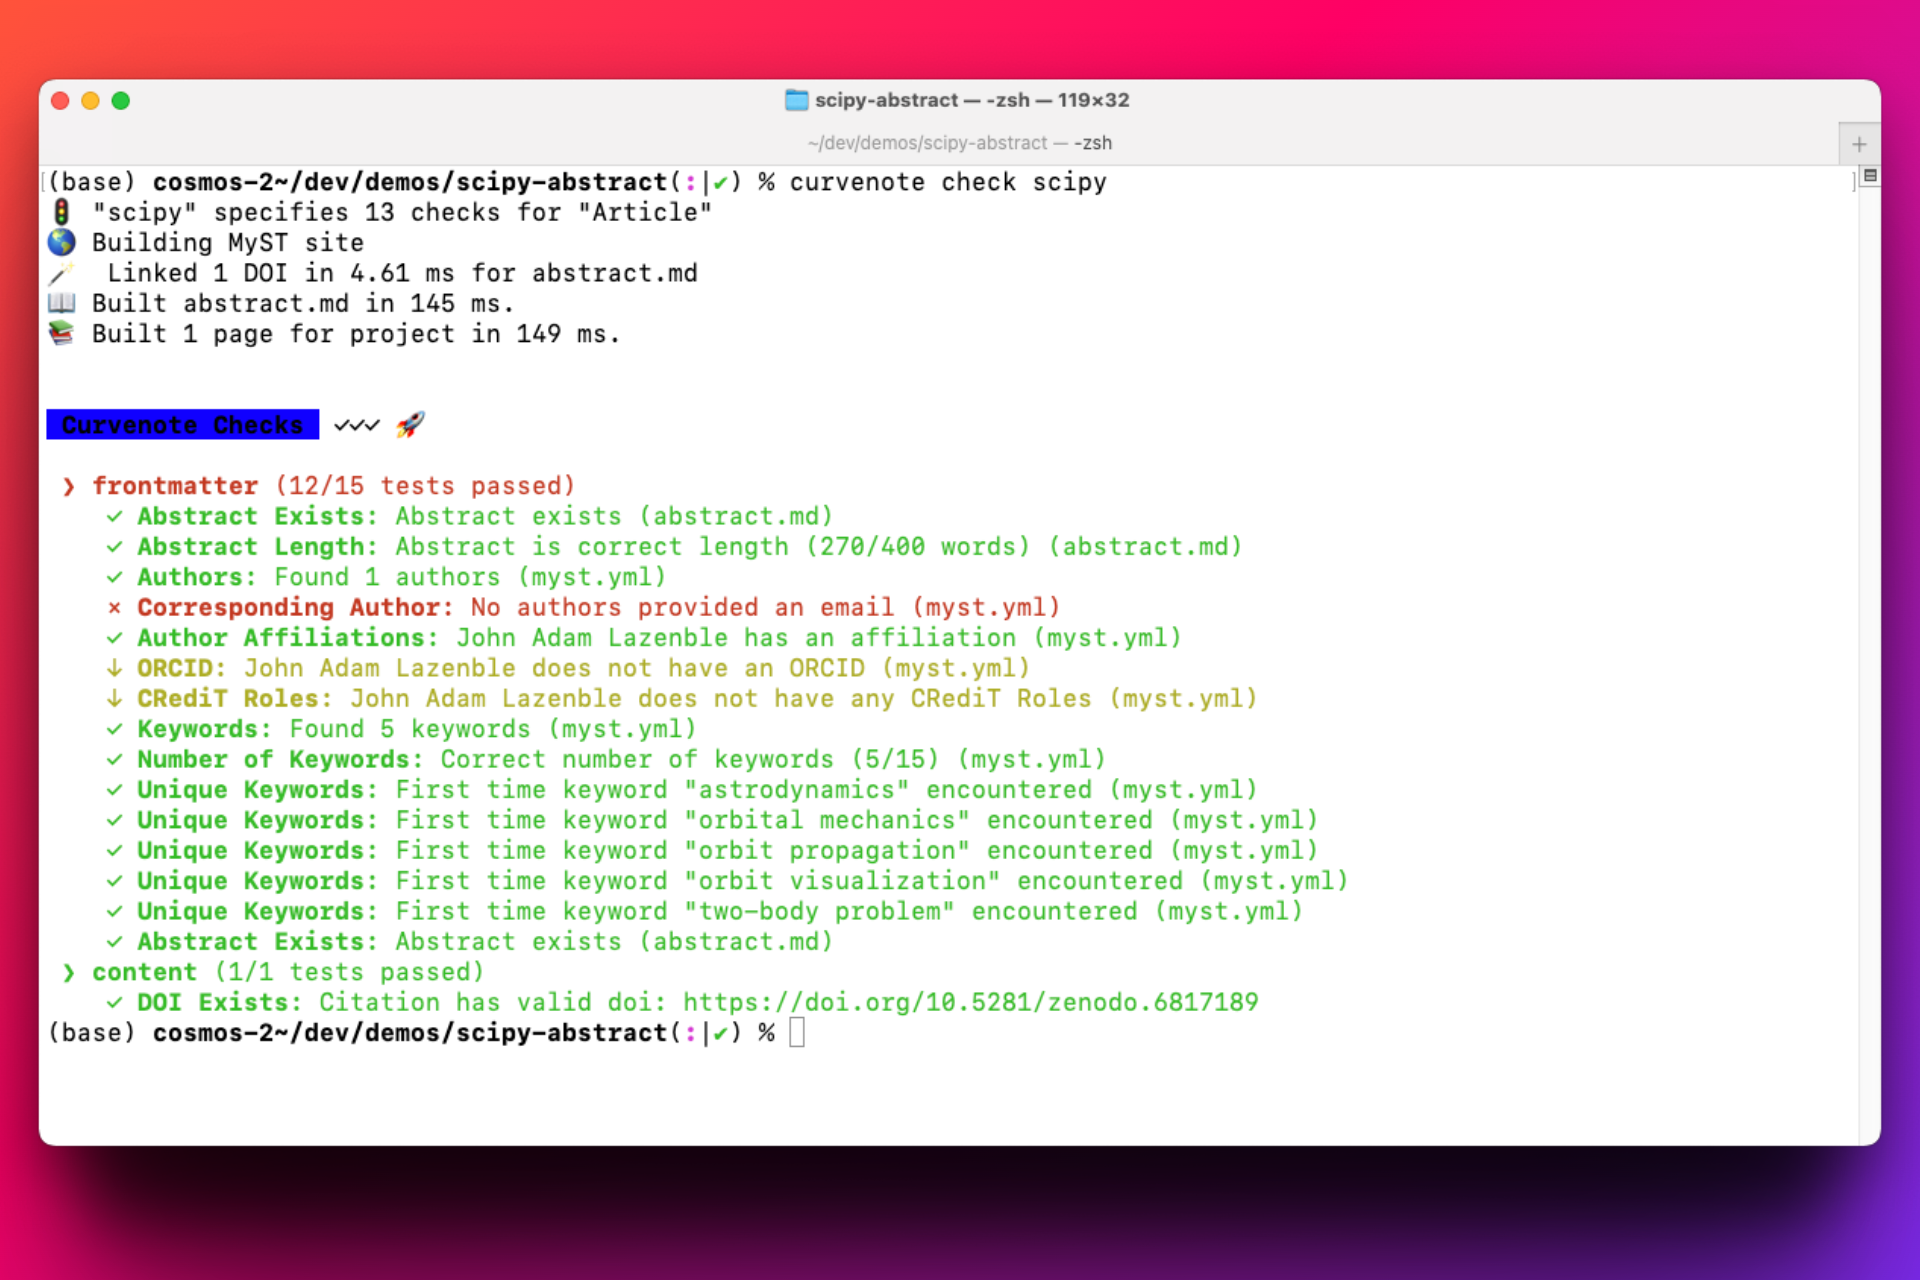 scipy-abstract — -zsh — 119×32
~/dev/demos/scipy-abstract — -zsh
(base) cosmos-2~/dev/demos/scipy-abstract(:|✔) % curvenote check scipy
🚦 "scipy" specifies 13 checks for "Article"
🌎 Building MyST site
🪄 Linked 1 DOI in 4.61 ms for abstract.md
📖 Built abstract.md in 145 ms.
📚 Built 1 page for project in 149 ms.
Curvenote Checks ✓✓✓ 🚀
❯ frontmatter (12/15 tests passed)
✓ Abstract Exists: Abstract exists (abstract.md)
✓ Abstract Length: Abstract is correct length (270/400 words) (abstract.md)
✓ Authors: Found 1 authors (myst.yml)
× Corresponding Author: No authors provided an email (myst.yml)
✓ Author Affiliations: John Adam Lazenble has an affiliation (myst.yml)
↓ ORCID: John Adam Lazenble does not have an ORCID (myst.yml)
↓ CRediT Roles: John Adam Lazenble does not have any CRediT Roles (myst.yml)
✓ Keywords: Found 5 keywords (myst.yml)
✓ Number of Keywords: Correct number of keywords (5/15) (myst.yml)
✓ Unique Keywords: First time keyword "astrodynamics" encountered (myst.yml)
✓ Unique Keywords: First time keyword "orbital mechanics" encountered (myst.yml)
✓ Unique Keywords: First time keyword "orbit propagation" encountered (myst.yml)
✓ Unique Keywords: First time keyword "orbit visualization" encountered (myst.yml)
✓ Unique Keywords: First time keyword "two-body problem" encountered (myst.yml)
✓ Abstract Exists: Abstract exists (abstract.md)
❯ content (1/1 tests passed)
✓ DOI Exists: Citation has valid doi: https://doi.org/10.5281/zenodo.6817189
(base) cosmos-2~/dev/demos/scipy-abstract(:|✔) %